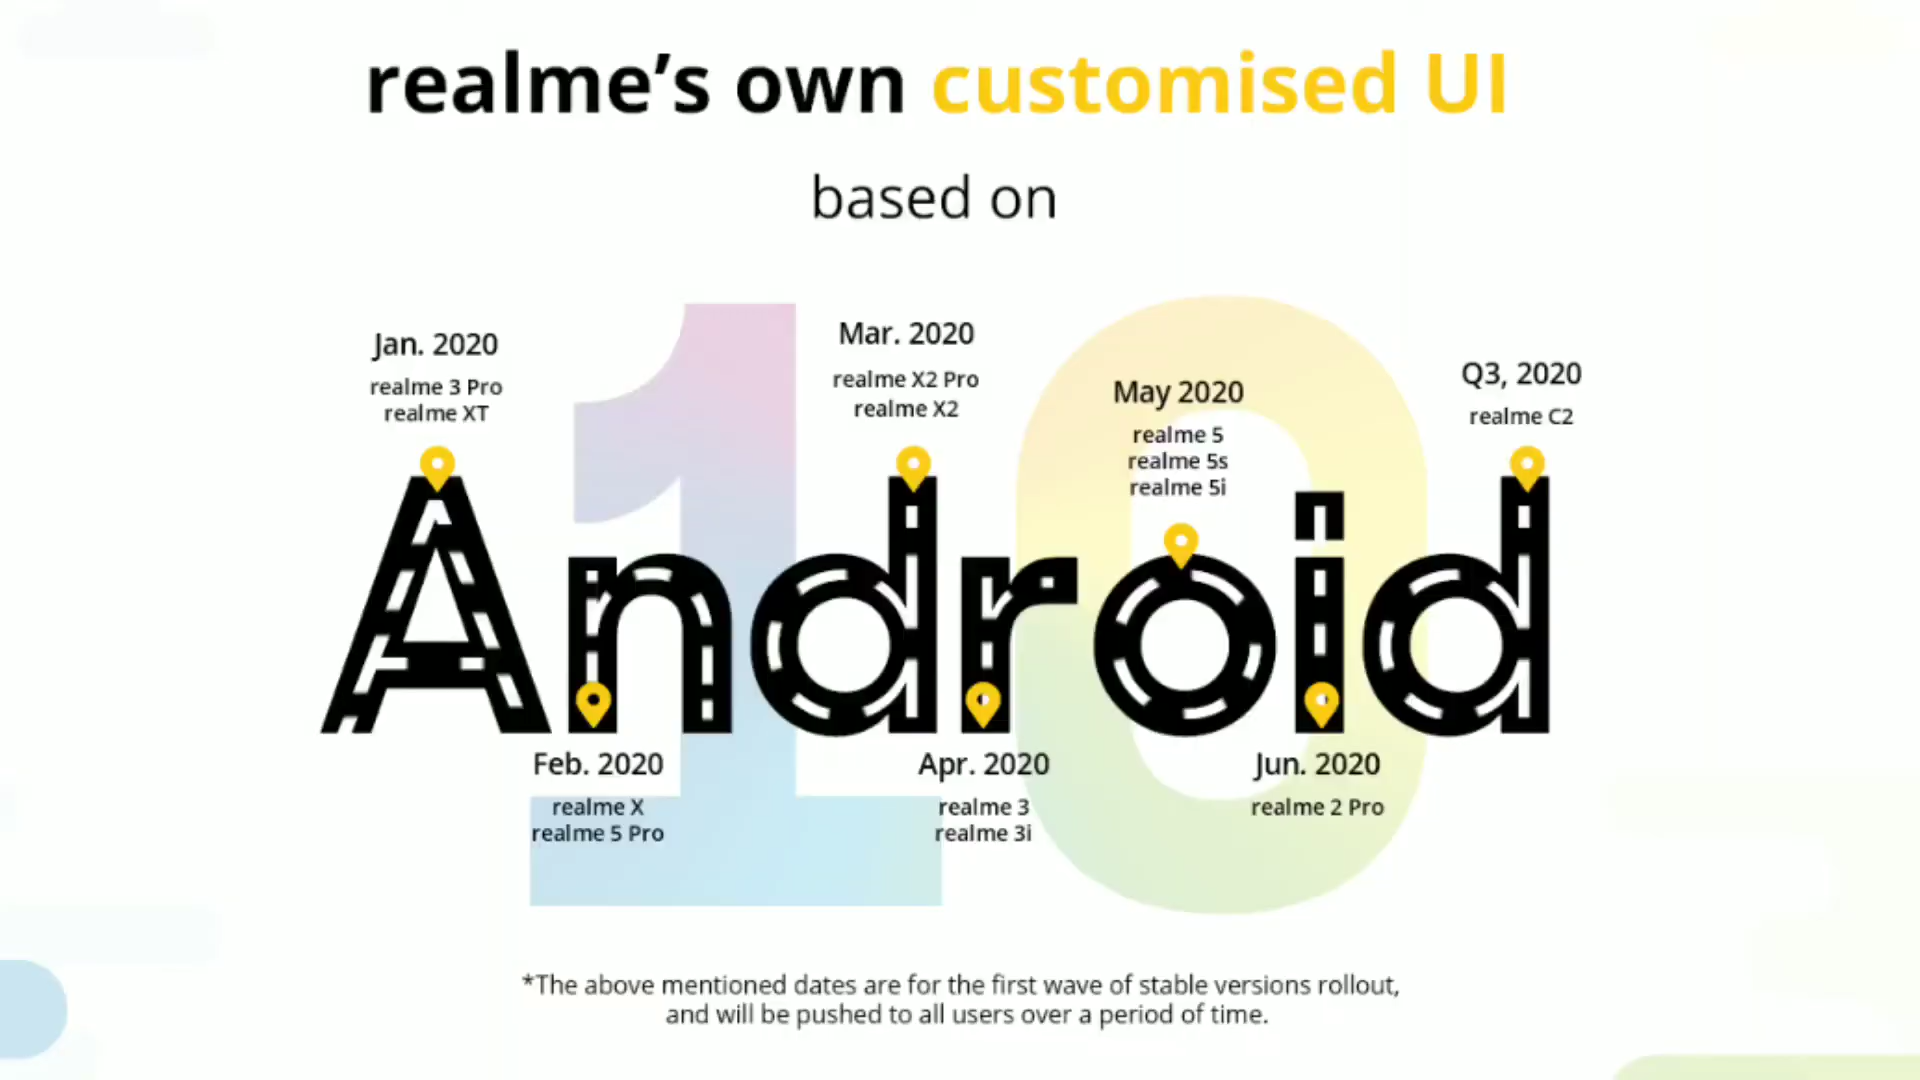 realme’s own customised UI
based on
10
Jan. 2020
realme 3 Pro
realme XT
Mar. 2020
realme X2 Pro
realme X2
May 2020
realme 5
realme 5s
realme 5i
Q3, 2020
realme C2
Android
Feb. 2020
realme X
realme 5 Pro
Apr. 2020
realme 3
realme 3i
Jun. 2020
realme 2 Pro
*The above mentioned dates are for the first wave of stable versions rollout,
and will be pushed to all users over a period of time.